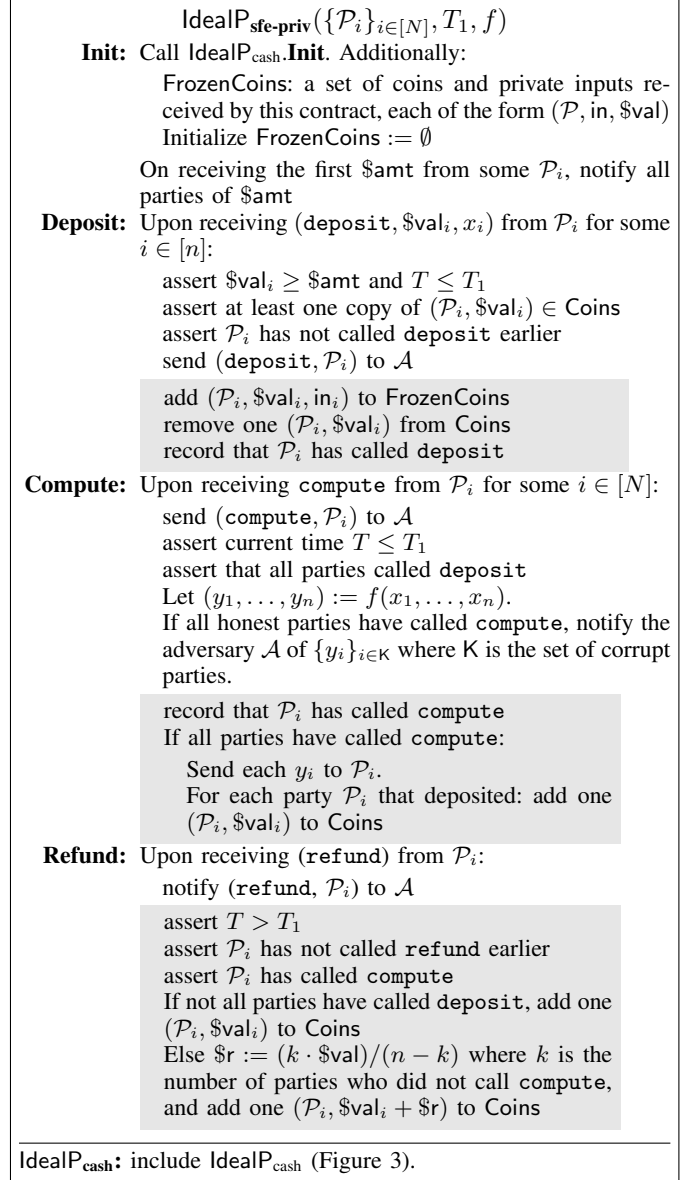 IdealP_sfe-priv({𝒫_i}_{i∈[N]}, T_1, f)
Init: Call IdealP_cash.Init. Additionally:
FrozenCoins: a set of coins and private inputs re-
ceived by this contract, each of the form (𝒫, in, $val)
Initialize FrozenCoins := ∅
On receiving the first $amt from some 𝒫_i, notify all
parties of $amt
Deposit: Upon receiving (deposit, $val_i, x_i) from 𝒫_i for some
i ∈ [n]:
assert $val_i ≥ $amt and T ≤ T_1
assert at least one copy of (𝒫_i, $val_i) ∈ Coins
assert 𝒫_i has not called deposit earlier
send (deposit, 𝒫_i) to 𝒜
add (𝒫_i, $val_i, in_i) to FrozenCoins
remove one (𝒫_i, $val_i) from Coins
record that 𝒫_i has called deposit
Compute: Upon receiving compute from 𝒫_i for some i ∈ [N]:
send (compute, 𝒫_i) to 𝒜
assert current time T ≤ T_1
assert that all parties called deposit
Let (y_1, . . . , y_n) := f(x_1, . . . , x_n).
If all honest parties have called compute, notify the
adversary 𝒜 of {y_i}_{i∈K} where K is the set of corrupt
parties.
record that 𝒫_i has called compute
If all parties have called compute:
Send each y_i to 𝒫_i.
For each party 𝒫_i that deposited: add one
(𝒫_i, $val_i) to Coins
Refund: Upon receiving (refund) from 𝒫_i:
notify (refund, 𝒫_i) to 𝒜
assert T > T_1
assert 𝒫_i has not called refund earlier
assert 𝒫_i has called compute
If not all parties have called deposit, add one
(𝒫_i, $val_i) to Coins
Else $r := (k · $val)/(n − k) where k is the
number of parties who did not call compute,
and add one (𝒫_i, $val_i + $r) to Coins
IdealP_cash: include IdealP_cash (Figure 3).